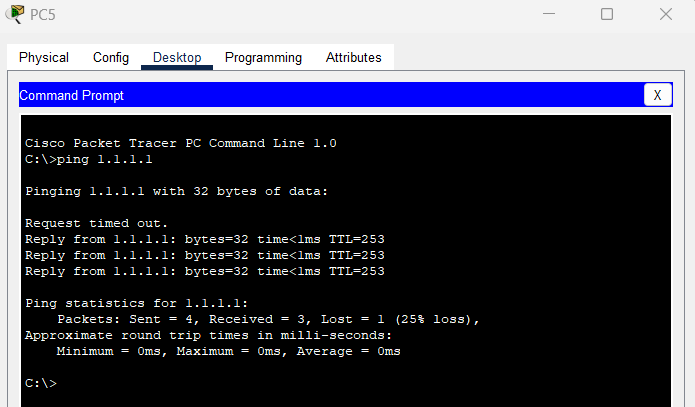 PC5
Physical Config Desktop Programming Attributes
Command Prompt
X
Cisco Packet Tracer PC Command Line 1.0
C:\>ping 1.1.1.1
Pinging 1.1.1.1 with 32 bytes of data:
Request timed out.
Reply from 1.1.1.1: bytes=32 time<1ms TTL=253
Reply from 1.1.1.1: bytes=32 time<1ms TTL=253
Reply from 1.1.1.1: bytes=32 time<1ms TTL=253
Ping statistics for 1.1.1.1:
    Packets: Sent = 4, Received = 3, Lost = 1 (25% loss),
Approximate round trip times in milli-seconds:
    Minimum = 0ms, Maximum = 0ms, Average = 0ms
C:\>